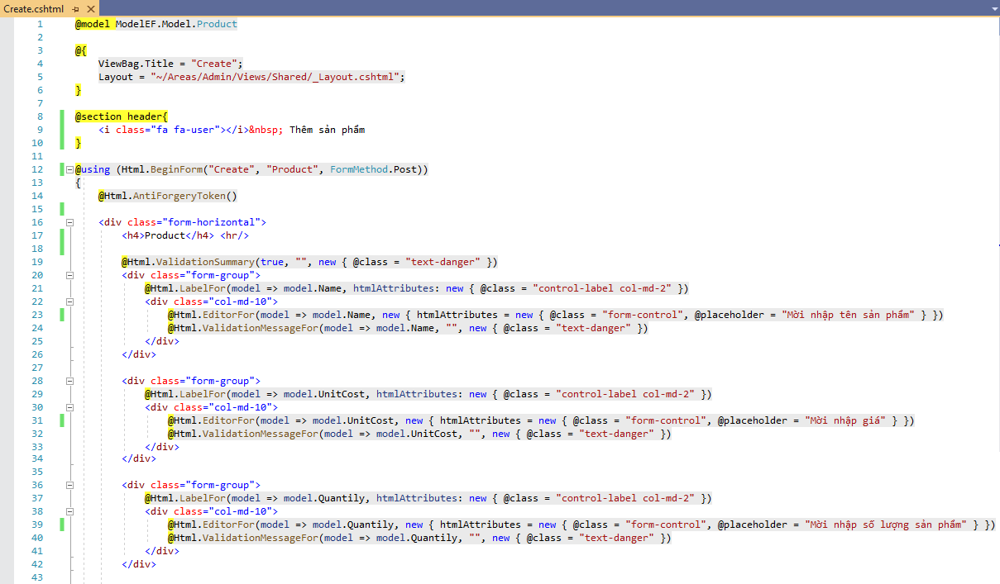 Create.cshtml
1 @model ModelEF.Model.Product
2
3 @{
4 ViewBag.Title = "Create";
5 Layout = "~/Areas/Admin/Views/Shared/_Layout.cshtml";
6 }
7
8 @section header{
9 <i class="fa fa-user"></i>&nbsp; Thêm sản phẩm
10 }
11
12 @using (Html.BeginForm("Create", "Product", FormMethod.Post))
13 {
14 @Html.AntiForgeryToken()
15
16 <div class="form-horizontal">
17 <h4>Product</h4> <hr/>
18
19 @Html.ValidationSummary(true, "", new { @class = "text-danger" })
20 <div class="form-group">
21 @Html.LabelFor(model => model.Name, htmlAttributes: new { @class = "control-label col-md-2" })
22 <div class="col-md-10">
23 @Html.EditorFor(model => model.Name, new { htmlAttributes = new { @class = "form-control", @placeholder = "Mời nhập tên sản phẩm" } })
24 @Html.ValidationMessageFor(model => model.Name, "", new { @class = "text-danger" })
25 </div>
26 </div>
27
28 <div class="form-group">
29 @Html.LabelFor(model => model.UnitCost, htmlAttributes: new { @class = "control-label col-md-2" })
30 <div class="col-md-10">
31 @Html.EditorFor(model => model.UnitCost, new { htmlAttributes = new { @class = "form-control", @placeholder = "Mời nhập giá" } })
32 @Html.ValidationMessageFor(model => model.UnitCost, "", new { @class = "text-danger" })
33 </div>
34 </div>
35
36 <div class="form-group">
37 @Html.LabelFor(model => model.Quantily, htmlAttributes: new { @class = "control-label col-md-2" })
38 <div class="col-md-10">
39 @Html.EditorFor(model => model.Quantily, new { htmlAttributes = new { @class = "form-control", @placeholder = "Mời nhập số lượng sản phẩm" } })
40 @Html.ValidationMessageFor(model => model.Quantily, "", new { @class = "text-danger" })
41 </div>
42 </div>
43